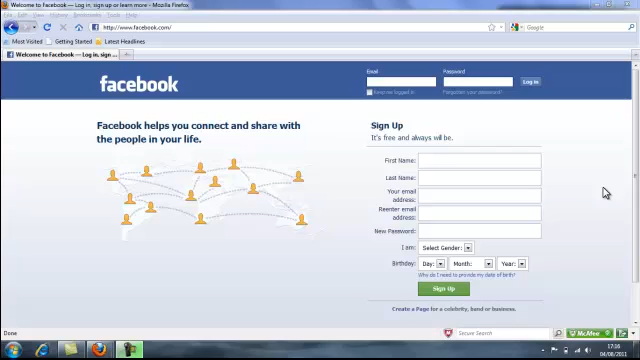 Welcome to Facebook — Log in, sign up or learn more - Mozilla Firefox
File Edit View History Bookmarks Tools Help
http://www.facebook.com/
Google
Most Visited Getting Started Latest Headlines
Welcome to Facebook — Log in, sign ...
facebook
Email Password
Keep me logged in Forgotten your password?
Log in
Facebook helps you connect and share with
the people in your life.
Sign Up
It's free and always will be.
First Name:
Last Name:
Your email
address:
Reenter email
address:
New Password:
I am: Select Gender:
Birthday: Day: Month: Year:
Why do I need to provide my date of birth?
Sign Up
Create a Page for a celebrity, band or business.
Done
Secure Search
McAfee
17:10
04/08/2011